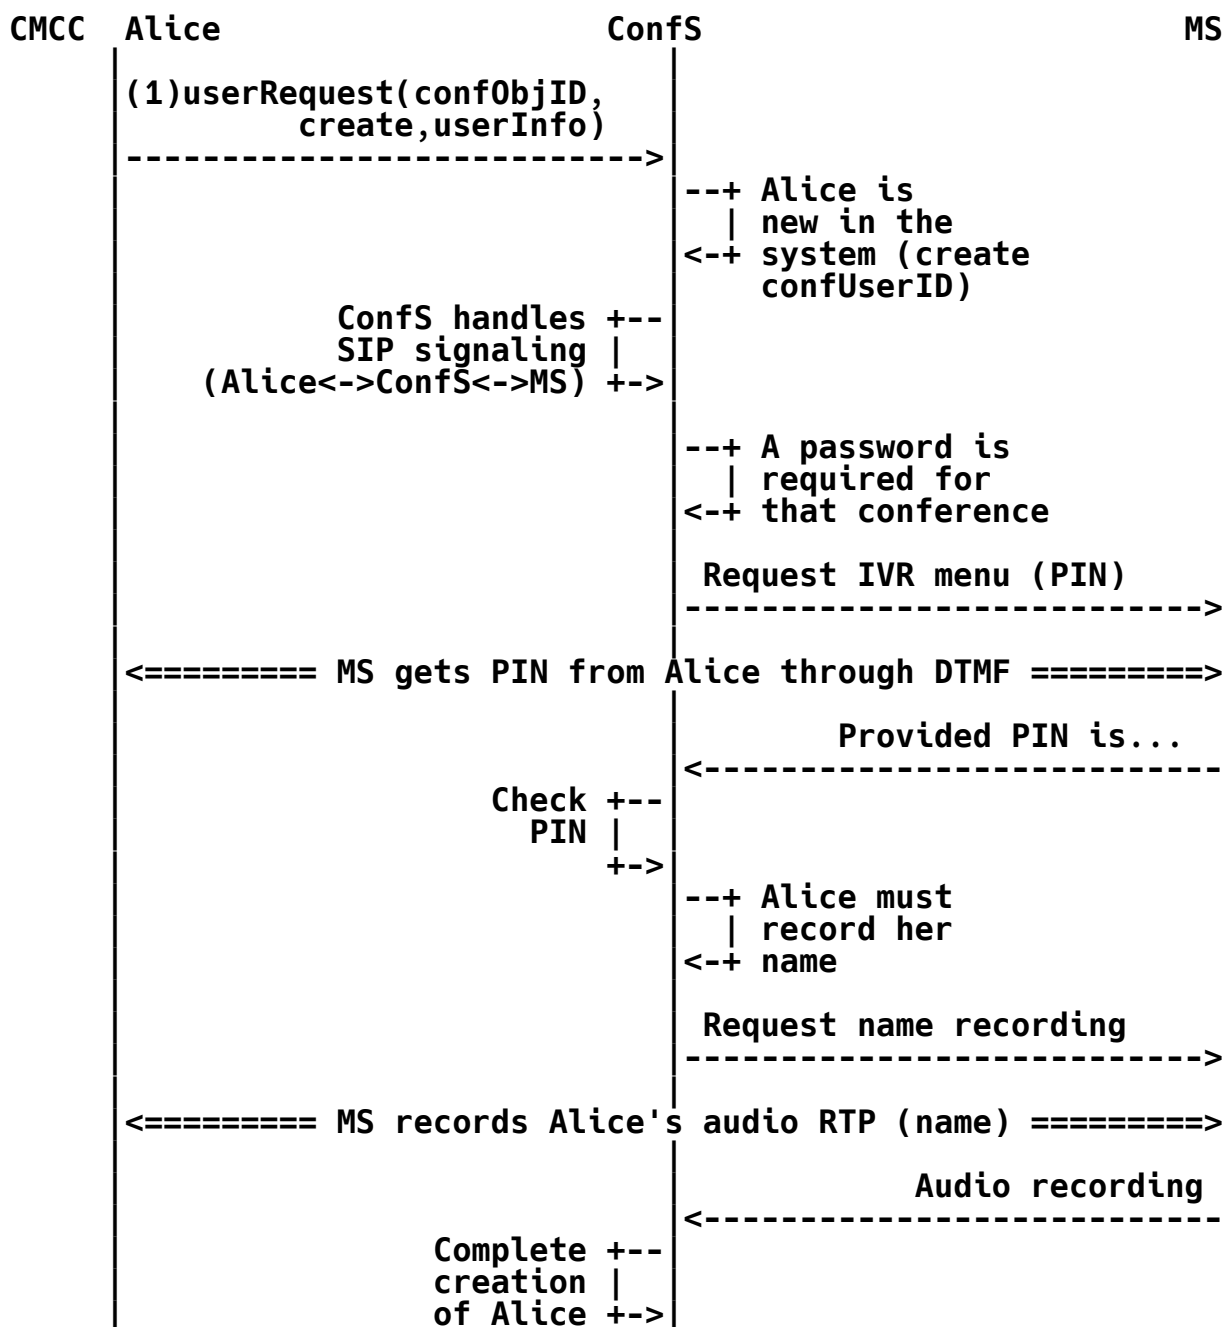 CMCC Alice ConfS MS
(1)userRequest(confObjID,
create,userInfo)
--------------------------->
--+ Alice is
| new in the
<-+ system (create
confUserID)
ConfS handles +--
SIP signaling |
(Alice<->ConfS<->MS) +->
--+ A password is
| required for
<-+ that conference
Request IVR menu (PIN)
--------------------------->
<========= MS gets PIN from Alice through DTMF =========>
Provided PIN is...
<---------------------------
Check +--
PIN |
+->
--+ Alice must
| record her
<-+ name
Request name recording
--------------------------->
<========= MS records Alice's audio RTP (name) =========>
Audio recording
<---------------------------
Complete +--
creation |
of Alice +->